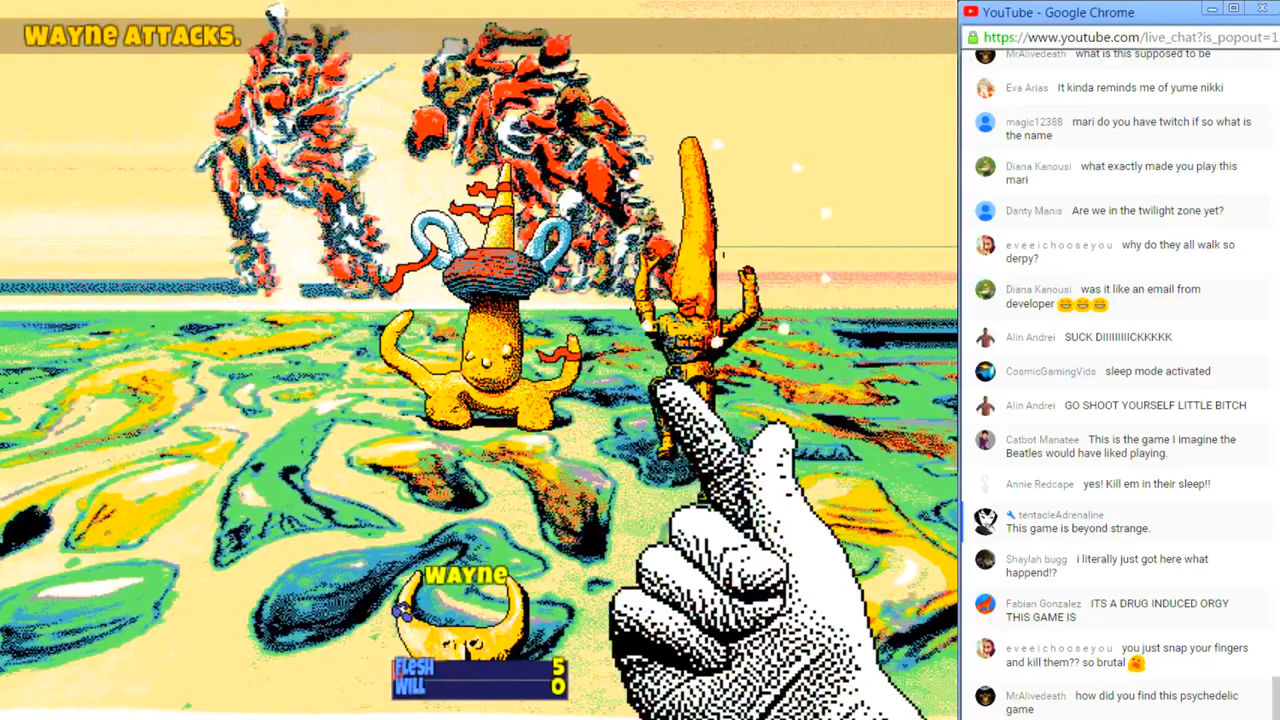 WAYNE ATTACKS.
WAYNE
FLESH 5
WILL 0
YouTube - Google Chrome
https://www.youtube.com/live_chat?is_popout=1
MrAlivedeath what is this supposed to be
Eva Arias It kinda reminds me of yume nikki
magic12388 mari do you have twitch if so what is
the name
Diana Kanousi what exactly made you play this
mari
Danty Manis Are we in the twilight zone yet?
e v e e i c h o o s e y o u why do they all walk so
derpy?
Diana Kanousi was it like an email from
developer 😄😄😄
Alin Andrei SUCK DIIIIIIIIICKKKKK
CosmicGamingVids sleep mode activated
Alin Andrei GO SHOOT YOURSELF LITTLE BITCH
Catbot Manatee This is the game I imagine the
Beatles would have liked playing.
Annie Redcape yes! Kill em in their sleep!!
tentacleAdrenaline
This game is beyond strange.
Shaylah bugg i literally just got here what
happend!?
Fabian Gonzalez ITS A DRUG INDUCED ORGY
THIS GAME IS
e v e e i c h o o s e y o u you just snap your fingers
and kill them?? so brutal
MrAlivedeath how did you find this psychedelic
game